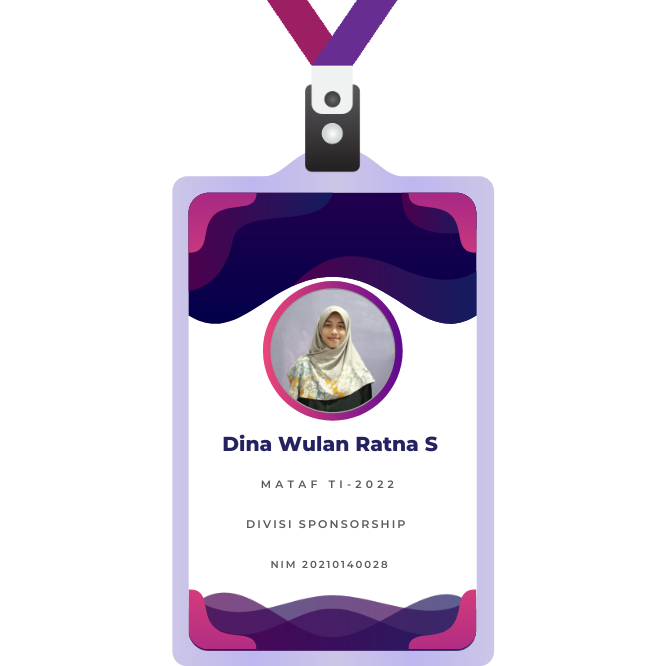 Dina Wulan Ratna S
MATAF TI-2022
DIVISI SPONSORSHIP
NIM 20210140028